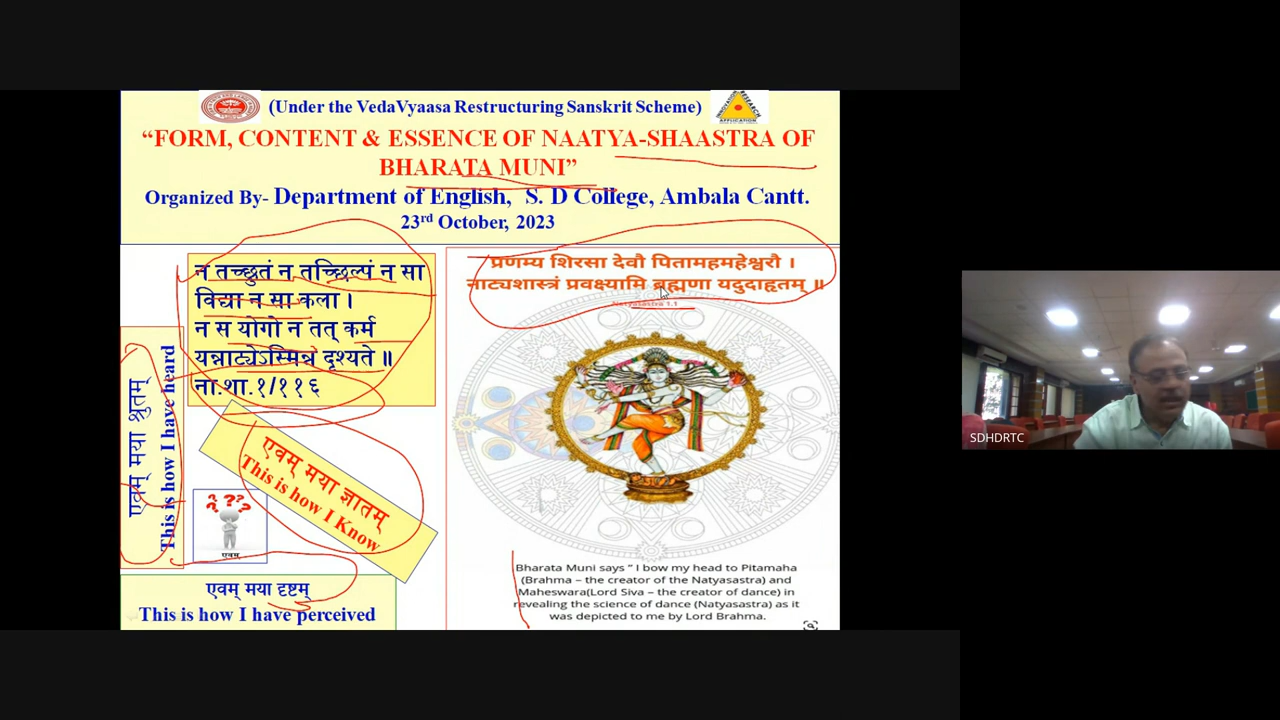 (Under the VedaVyaasa Restructuring Sanskrit Scheme)
“FORM, CONTENT & ESSENCE OF NAATYA-SHAASTRA OF
BHARATA MUNI”
Organized By- Department of English, S. D College, Ambala Cantt.
23rd October, 2023
न तच्छ्रुतं न तच्छिल्पं न सा
विद्या न सा कला ।
न स योगो न तत् कर्म
यन्नाट्येऽस्मिन्न दृश्यते ॥
ना.शा.१/११६
एवम् मया श्रुतम्
This is how I have heard
एवम् मया ज्ञातम्
This is how I Know
एवम्
एवम् मया दृष्टम्
This is how I have perceived
प्रणम्य शिरसा देवौ पितामहमहेश्वरौ ।
नाट्यशास्त्रं प्रवक्ष्यामि ब्रह्मणा यदुदाहृतम् ॥
Natyasastra 1.1
Bharata Muni says “ I bow my head to Pitamaha
(Brahma – the creator of the Natyasastra) and
Maheswara(Lord Siva – the creator of dance) in
revealing the science of dance (Natyasastra) as it
was depicted to me by Lord Brahma.
SDHDRTC